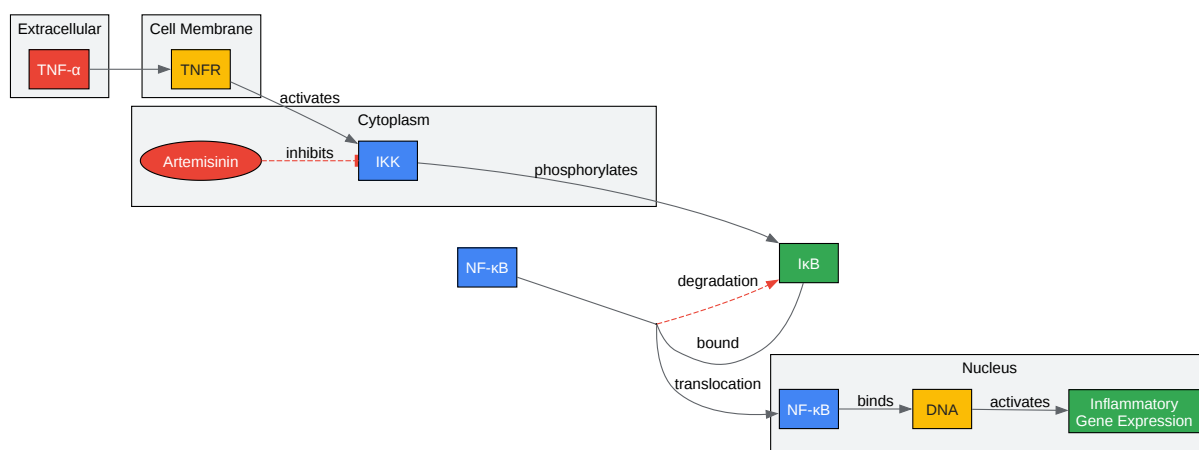 Extracellular
Cell Membrane
TNF-α
TNFR
activates
Cytoplasm
Artemisinin
inhibits
IKK
phosphorylates
NF-κB
IκB
degradation
bound
translocation
Nucleus
NF-κB
binds
DNA
activates
Inflammatory
Gene Expression